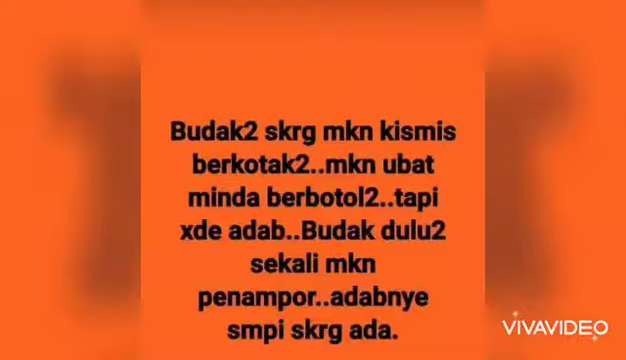 Budak2 skrg mkn kismis
berkotak2..mkn ubat
minda berbotol2..tapi
xde adab..Budak dulu2
sekali mkn
penampor..adabnye
smpi skrg ada.
VIVAVIDEO